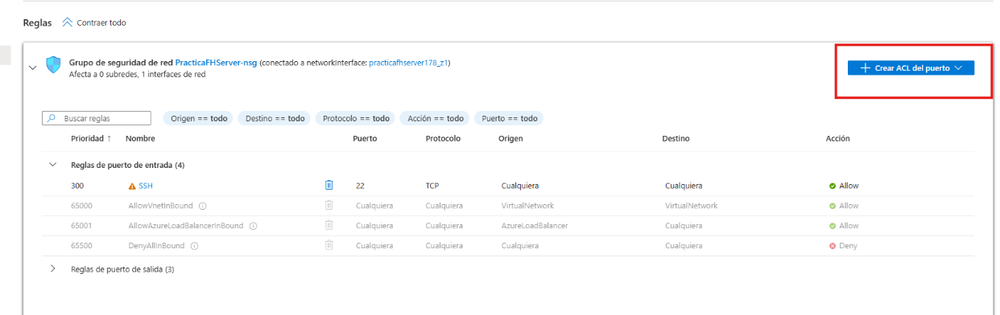 Reglas Contraer todo
Grupo de seguridad de red PracticaFHServer-nsg (conectado a networkinterface: practicafhserver178_z1)
Afecta a 0 subredes, 1 interfaces de red
Crear ACL del puerto
Buscar reglas Origen == todo Destino == todo Protocolo == todo Acción == todo Puerto == todo
Prioridad ↑ Nombre Puerto Protocolo Origen Destino Acción
Reglas de puerto de entrada (4)
300 SSH 22 TCP Cualquiera Cualquiera Allow
65000 AllowVnetInBound Cualquiera Cualquiera VirtualNetwork VirtualNetwork Allow
65001 AllowAzureLoadBalancerInBound Cualquiera Cualquiera AzureLoadBalancer Cualquiera Allow
65500 DenyAllInBound Cualquiera Cualquiera Cualquiera Cualquiera Deny
Reglas de puerto de salida (3)